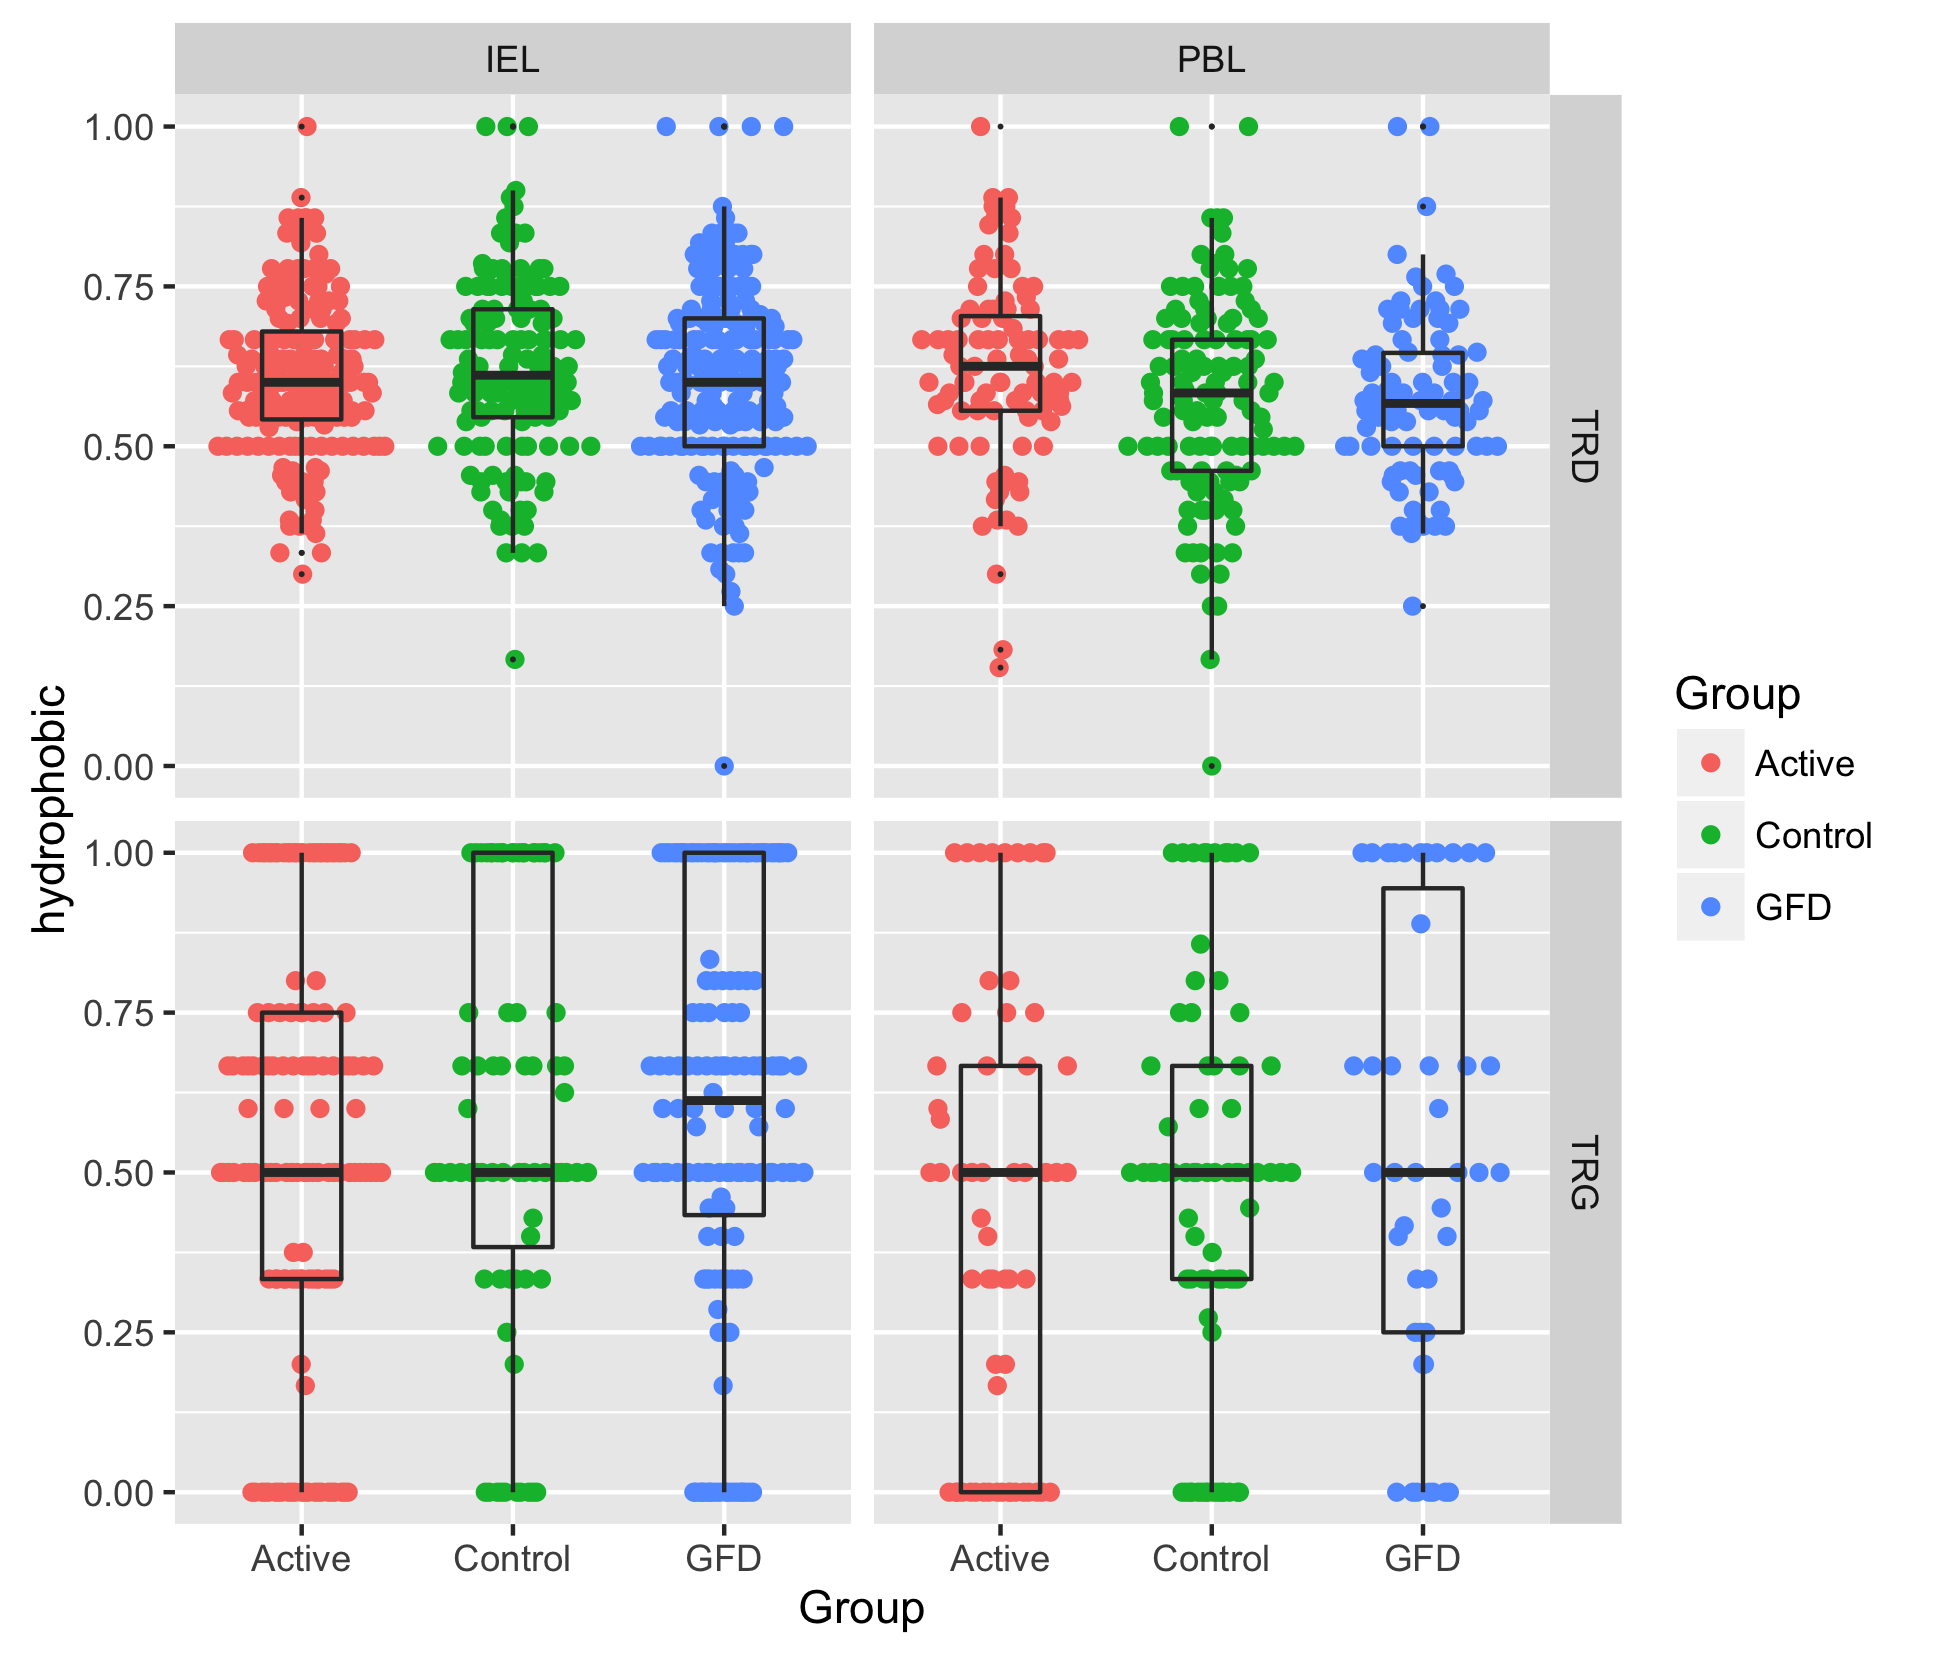 IEL
PBL
1.00
0.75
0.50
0.25
0.00
TRD
1.00
0.75
0.50
0.25
0.00
TRG
hydrophobic
Active
Control
GFD
Active
Control
GFD
Group
Group
Active
Control
GFD